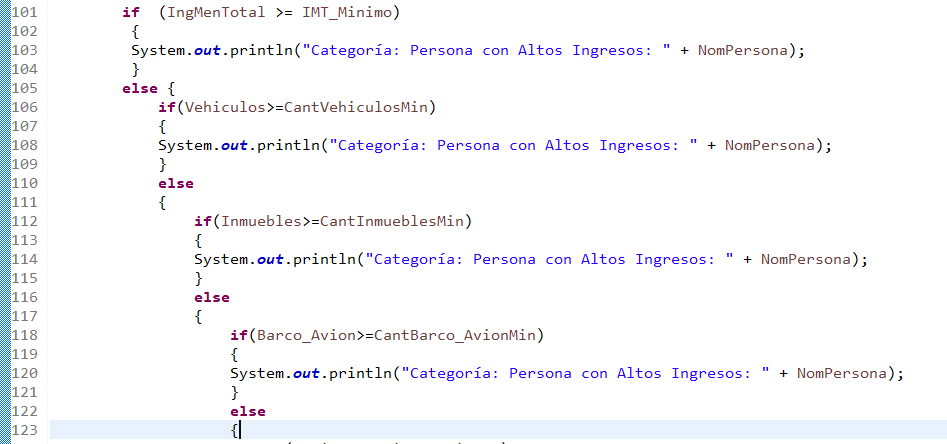 101 if (IngMenTotal >= IMT_Minimo)
102 {
103 System.out.println("Categoría: Persona con Altos Ingresos: " + NomPersona);
104 }
105 else {
106 if(Vehiculos>=CantVehiculosMin)
107 {
108 System.out.println("Categoría: Persona con Altos Ingresos: " + NomPersona);
109 }
110 else
111 {
112 if(Inmuebles>=CantInmueblesMin)
113 {
114 System.out.println("Categoría: Persona con Altos Ingresos: " + NomPersona);
115 }
116 else
117 {
118 if(Barco_Avion>=CantBarco_AvionMin)
119 {
120 System.out.println("Categoría: Persona con Altos Ingresos: " + NomPersona);
121 }
122 else
123 {